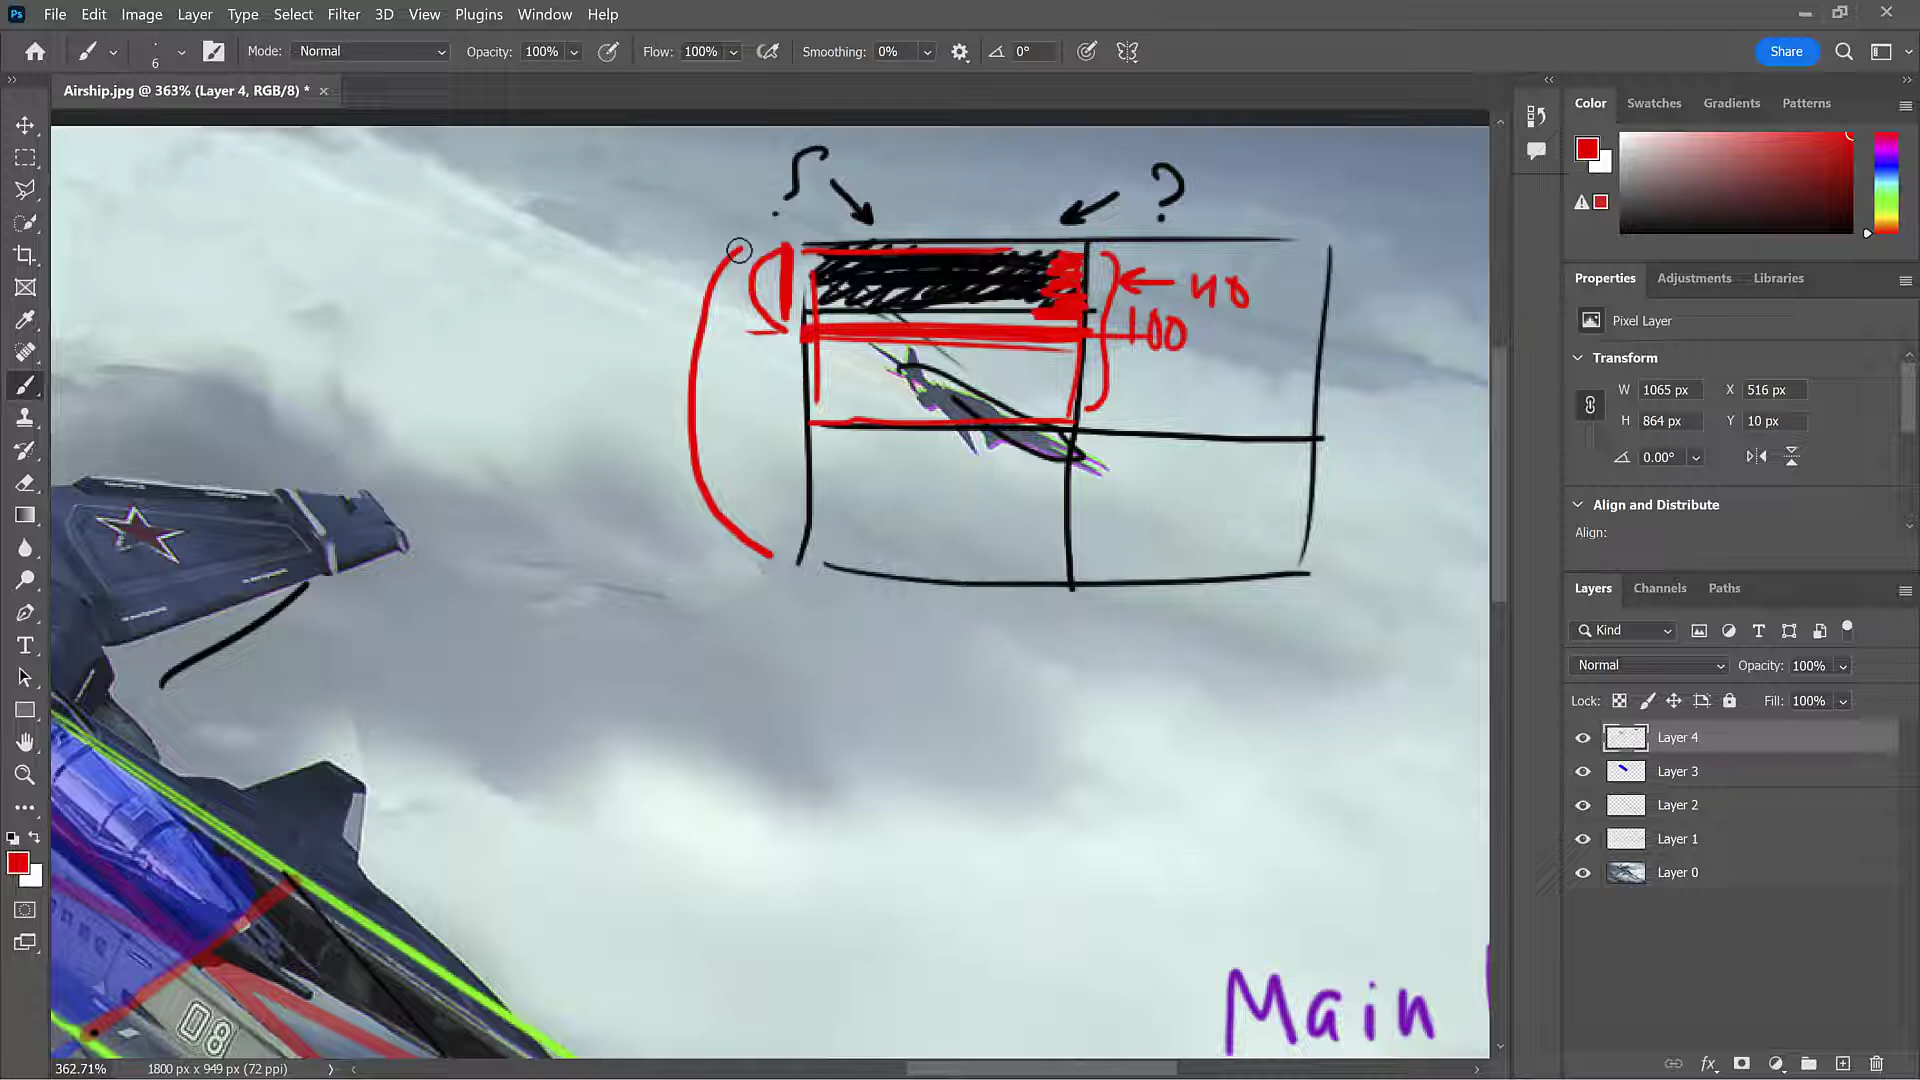 Ps File Edit Image Layer Type Select Filter 3D View Plugins Window Help
6 Mode: Normal Opacity: 100% Flow: 100% Smoothing: 0% 0° Share
Airship.jpg @ 363% (Layer 4, RGB/8) *
Color Swatches Gradients Patterns
? ?
40
100
08
Main
Properties Adjustments Libraries
Pixel Layer
Transform
W 1065 px X 516 px
H 864 px Y 10 px
0.00°
Align and Distribute
Align:
Layers Channels Paths
Kind
Normal Opacity: 100%
Lock: Fill: 100%
Layer 4
Layer 3
Layer 2
Layer 1
Layer 0
fx
362.71% 1800 px x 949 px (72 ppi)